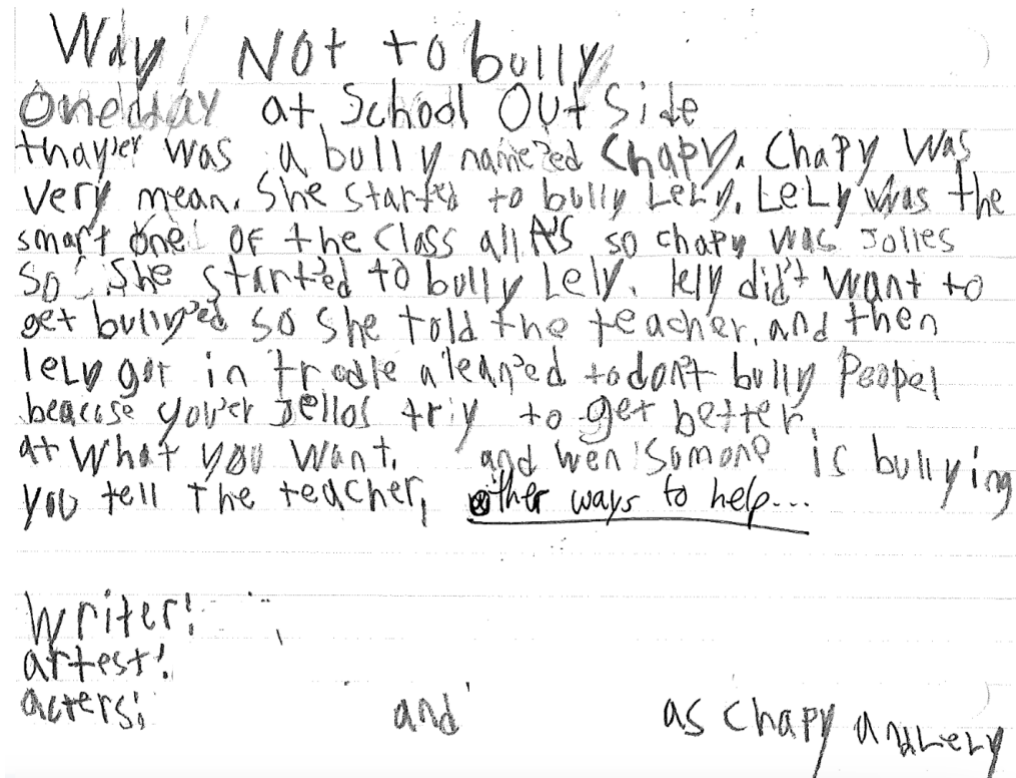 Way Not to bully
Oneday at School Out Side
thayer was a bully nameed Chapy. Chapy Was
very mean. She started to bully LeLy. LeLy was the
smart one of the class all A's so chapy was Jolles
so she started to bully Lely. lely did't want to
get bullyed so she told the teacher. and then
leLy got in trodle a leaned to don't bully Peopel
beacise you'er Jellos triy to get better
at What you Want. and wen Somone is bullying
you tell the teacher, other ways to help...
Writer!
artest!
acters: and as chapy and Lely